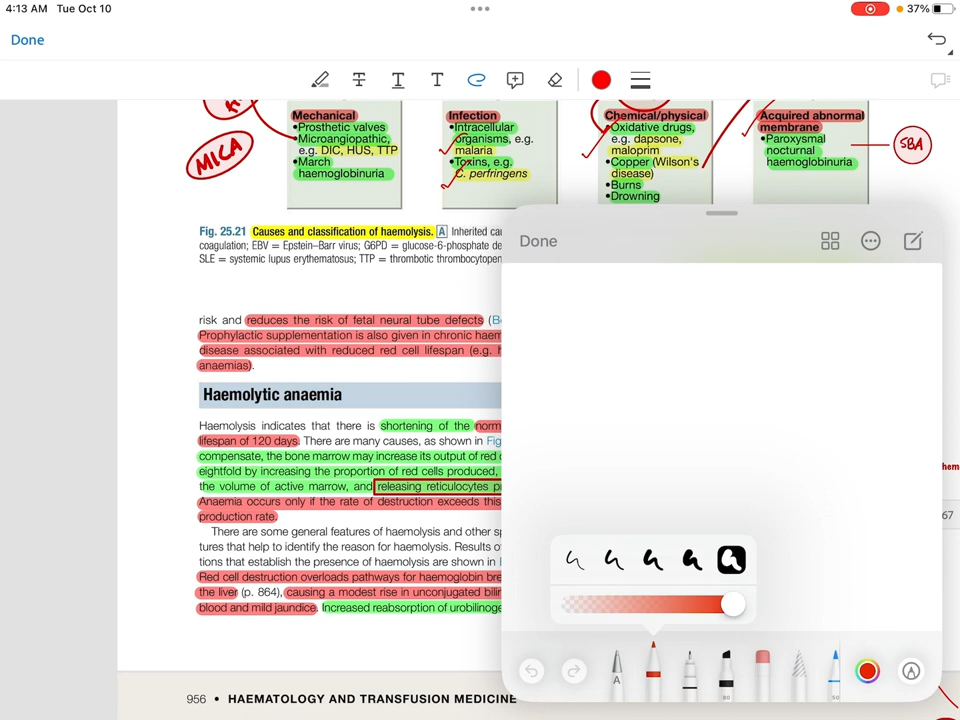 4:13 AM Tue Oct 10
37%
Done
T
T
T
Mechanical
•Prosthetic valves
•Microangiopathic,
e.g. DIC, HUS, TTP
•March
haemoglobinuria
Infection
•Intracellular
organisms, e.g.
malaria
•Toxins, e.g.
C. perfringens
Chemical/physical
•Oxidative drugs,
e.g. dapsone,
maloprim
•Copper (Wilson's
disease)
•Burns
•Drowning
Acquired abnormal
membrane
•Paroxysmal
nocturnal
haemoglobinuria
MICA
SBA
Fig. 25.21 Causes and classification of haemolysis. A Inherited cau
coagulation; EBV = Epstein–Barr virus; G6PD = glucose-6-phosphate de
SLE = systemic lupus erythematosus; TTP = thrombotic thrombocytopen
risk and reduces the risk of fetal neural tube defects (B
Prophylactic supplementation is also given in chronic haem
disease associated with reduced red cell lifespan (e.g. h
anaemias).
Haemolytic anaemia
Haemolysis indicates that there is shortening of the norm
lifespan of 120 days. There are many causes, as shown in Fig
compensate, the bone marrow may increase its output of red c
eightfold by increasing the proportion of red cells produced,
the volume of active marrow, and releasing reticulocytes p
Anaemia occurs only if the rate of destruction exceeds this
production rate.
There are some general features of haemolysis and other sp
tures that help to identify the reason for haemolysis. Results o
tions that establish the presence of haemolysis are shown in
Red cell destruction overloads pathways for haemoglobin bre
the liver (p. 864), causing a modest rise in unconjugated bilir
blood and mild jaundice. Increased reabsorption of urobilinoge
956 • HAEMATOLOGY AND TRANSFUSION MEDICINE
Done
A
80
50
hem
67